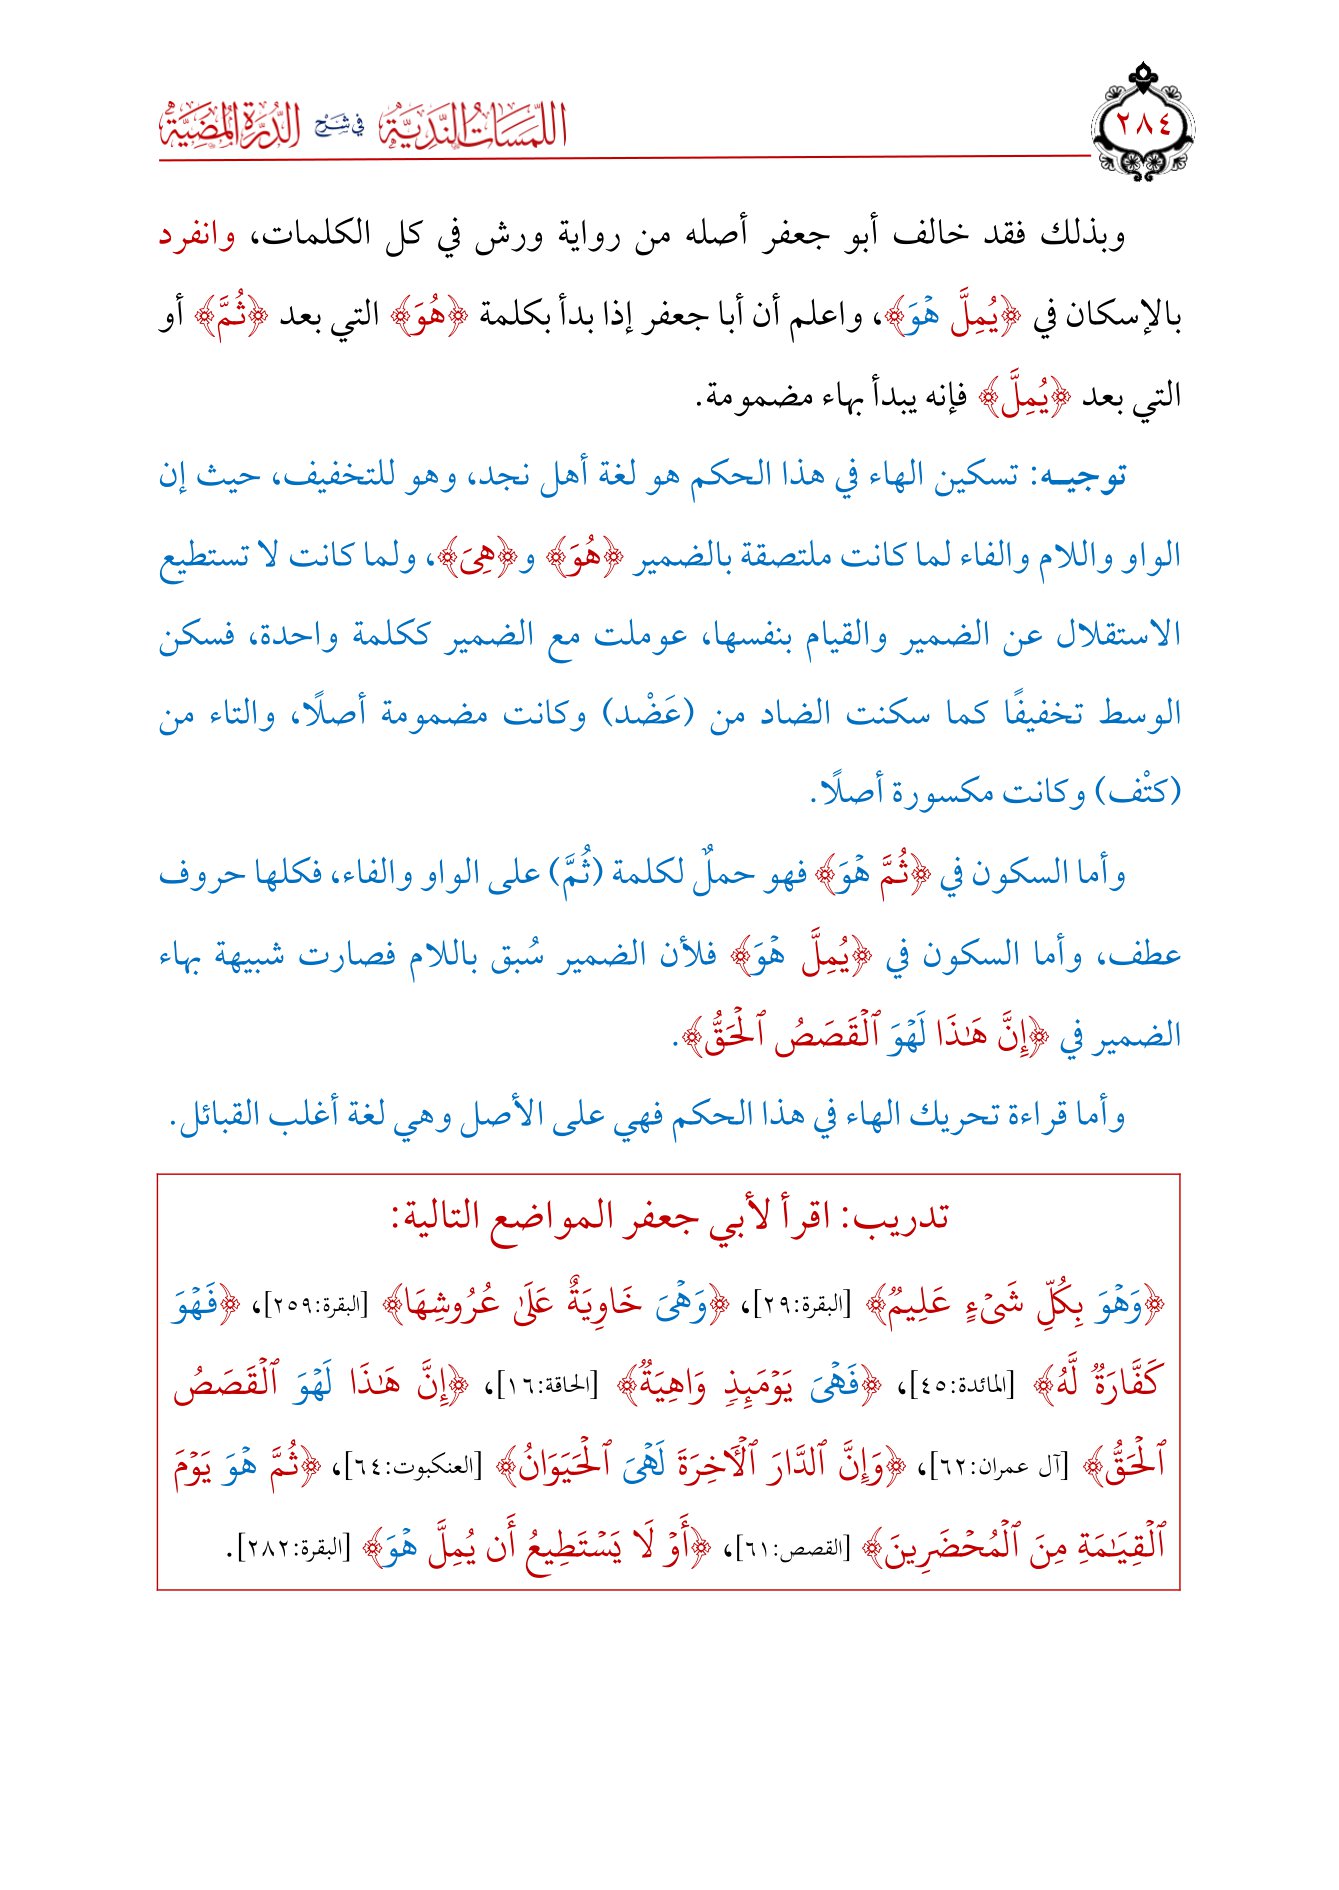 ٢٨٤
اللمسات الندية في شرح الدرة المضية
وبذلك فقد خالف أبو جعفر أصله من رواية ورش في كل الكلمات، وانفرد
بالإسكان في ﴿يُمِلَّ هۡوَ﴾، واعلم أن أبا جعفر إذا بدأ بكلمة ﴿هُوَ﴾ التي بعد ﴿ثُمَّ﴾ أو
التي بعد ﴿يُمِلَّ﴾ فإنه يبدأ بهاء مضمومة.
توجيـه: تسكين الهاء في هذا الحكم هو لغة أهل نجد، وهو للتخفيف، حيث إن
الواو واللام والفاء لما كانت ملتصقة بالضمير ﴿هُوَ﴾ و﴿هِىَ﴾، ولما كانت لا تستطيع
الاستقلال عن الضمير والقيام بنفسها، عوملت مع الضمير ككلمة واحدة، فسكن
الوسط تخفيفًا كما سكنت الضاد من (عَضْد) وكانت مضمومة أصلًا، والتاء من
(كتْف) وكانت مكسورة أصلًا.
وأما السكون في ﴿ثُمَّ هۡوَ﴾ فهو حملٌ لكلمة (ثُمَّ) على الواو والفاء، فكلها حروف
عطف، وأما السكون في ﴿يُمِلَّ هۡوَ﴾ فلأن الضمير سُبق باللام فصارت شبيهة بهاء
الضمير في ﴿إِنَّ هَـٰذَا لَهۡوَ ٱلۡقَصَصُ ٱلۡحَقُّ﴾.
وأما قراءة تحريك الهاء في هذا الحكم فهي على الأصل وهي لغة أغلب القبائل.
تدريب: اقرأ لأبي جعفر المواضع التالية:
﴿وَهۡوَ بِكُلِّ شَىۡءٍ عَلِيمٌ﴾ [البقرة:٢٩]، ﴿وَهۡىَ خَاوِيَةٌ عَلَىٰ عُرُوشِهَا﴾ [البقرة:٢٥٩]، ﴿فَهۡوَ
كَفَّارَةٌ لَّهُ﴾ [المائدة:٤٥]، ﴿فَهۡىَ يَوۡمَئِذٍ وَاهِيَةٌ﴾ [الحاقة:١٦]، ﴿إِنَّ هَـٰذَا لَهۡوَ ٱلۡقَصَصُ
ٱلۡحَقُّ﴾ [آل عمران:٦٢]، ﴿وَإِنَّ ٱلدَّارَ ٱلۡأَخِرَةَ لَهۡىَ ٱلۡحَيَوَانُ﴾ [العنكبوت:٦٤]، ﴿ثُمَّ هۡوَ يَوۡمَ
ٱلۡقِيَـٰمَةِ مِنَ ٱلۡمُحۡضَرِينَ﴾ [القصص:٦١]، ﴿أَوۡ لَا يَسۡتَطِيعُ أَن يُمِلَّ هۡوَ﴾ [البقرة:٢٨٢].